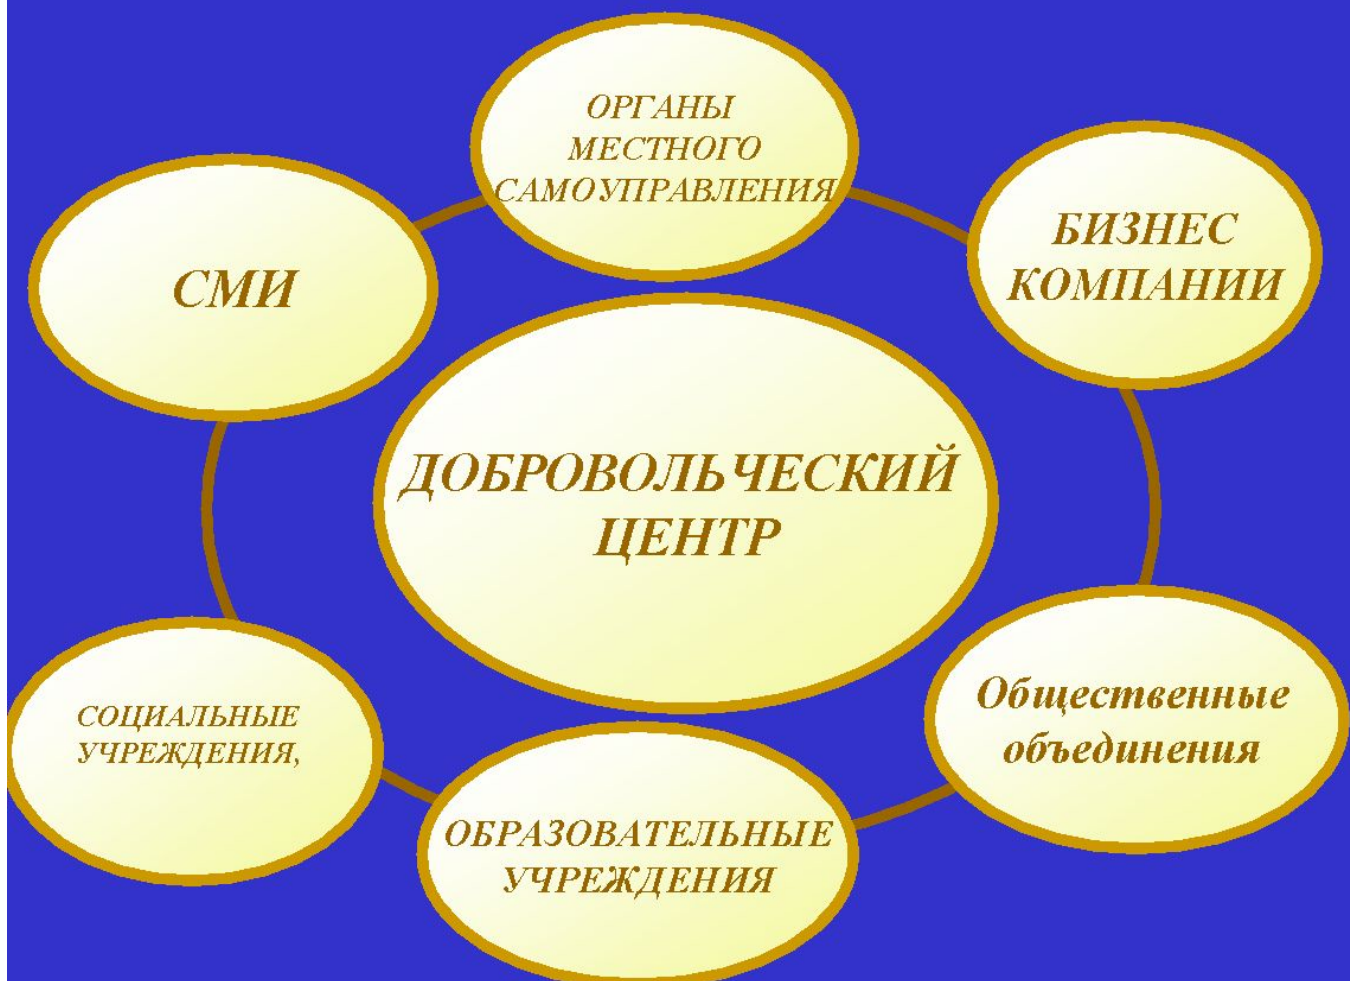 ОРГАНЫ
МЕСТНОГО
САМОУПРАВЛЕНИЯ
БИЗНЕС
КОМПАНИИ
СМИ
ДОБРОВОЛЬЧЕСКИЙ
ЦЕНТР
Общественные
объединения
СОЦИАЛЬНЫЕ
УЧРЕЖДЕНИЯ,
ОБРАЗОВАТЕЛЬНЫЕ
УЧРЕЖДЕНИЯ